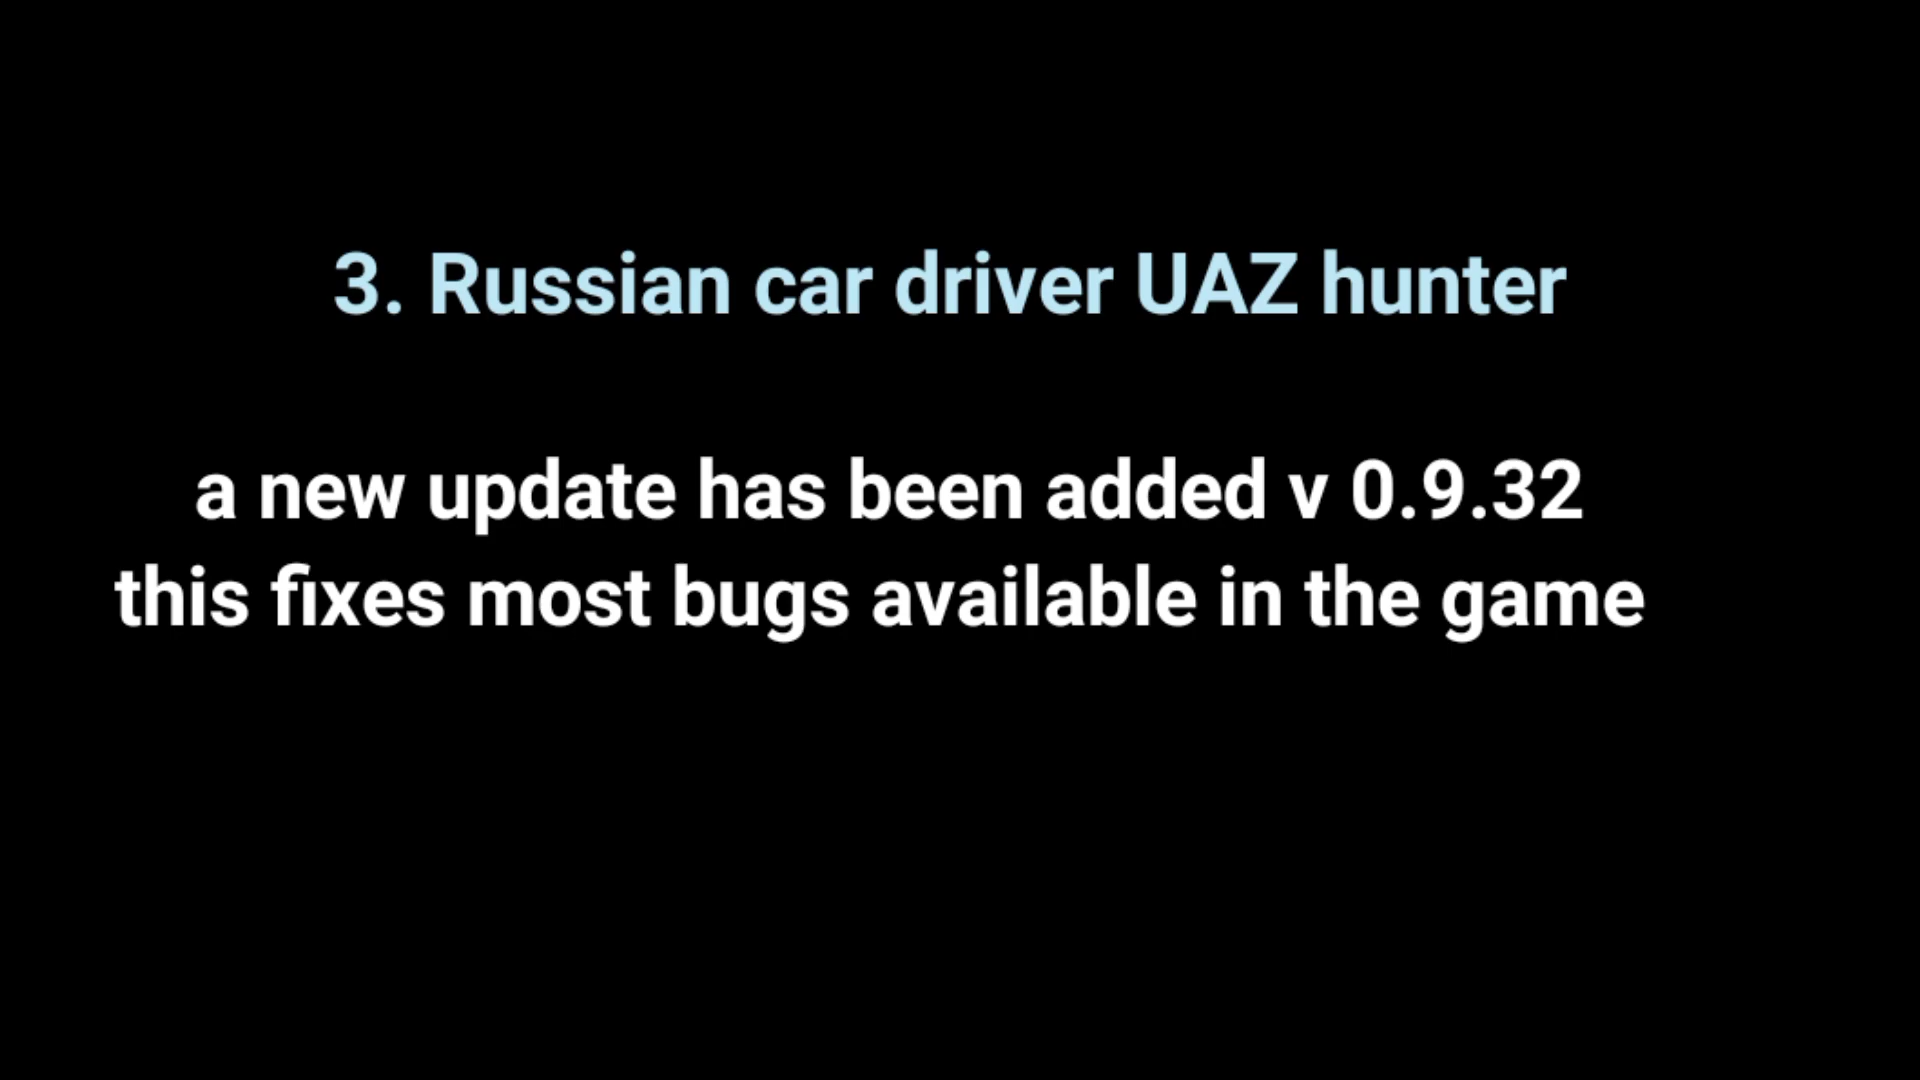 3. Russian car driver UAZ hunter
a new update has been added v 0.9.32
this fixes most bugs available in the game